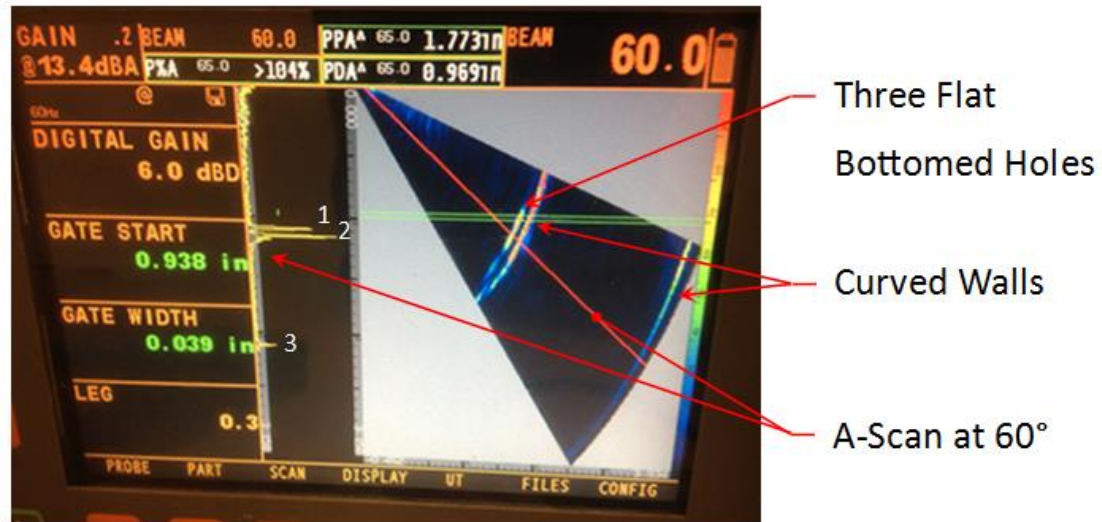 GAIN .2
@13.4dBA
BEAM 60.0
P%A 65.0 >104%
PPA^ 65.0 1.773in
PDA^ 65.0 0.969in
BEAM
60.0
@
60Hz
DIGITAL GAIN
6.0 dBD
GATE START
0.938 in
GATE WIDTH
0.039 in
LEG
0.3
1
2
3
PROBE PART SCAN DISPLAY UT FILES CONFIG
Three Flat
Bottomed Holes
Curved Walls
A-Scan at 60°